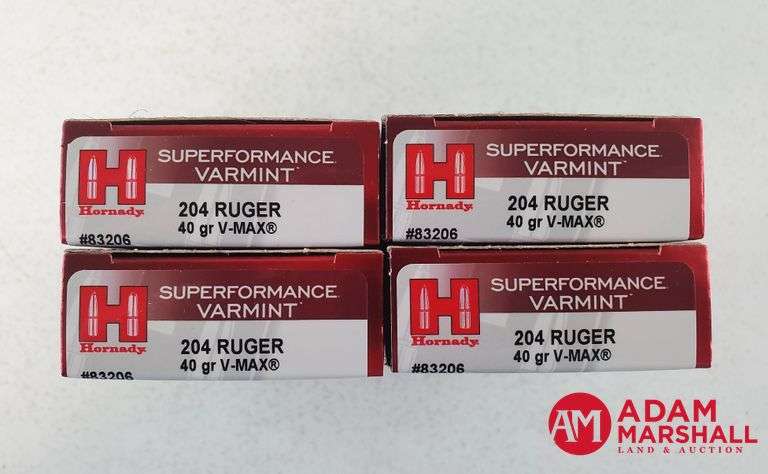 SUPERFORMANCE
VARMINT
204 RUGER
40 gr V-MAX®
Hornady
#83206
SUPERFORMANCE
VARMINT
204 RUGER
40 gr V-MAX®
Hornady
#83206
SUPERFORMANCE
VARMINT
204 RUGER
40 gr V-MAX®
Hornady
#83206
SUPERFORMANCE
VARMINT
204 RUGER
40 gr V-MAX®
Hornady
#83206
AM ADAM
MARSHALL
LAND & AUCTION